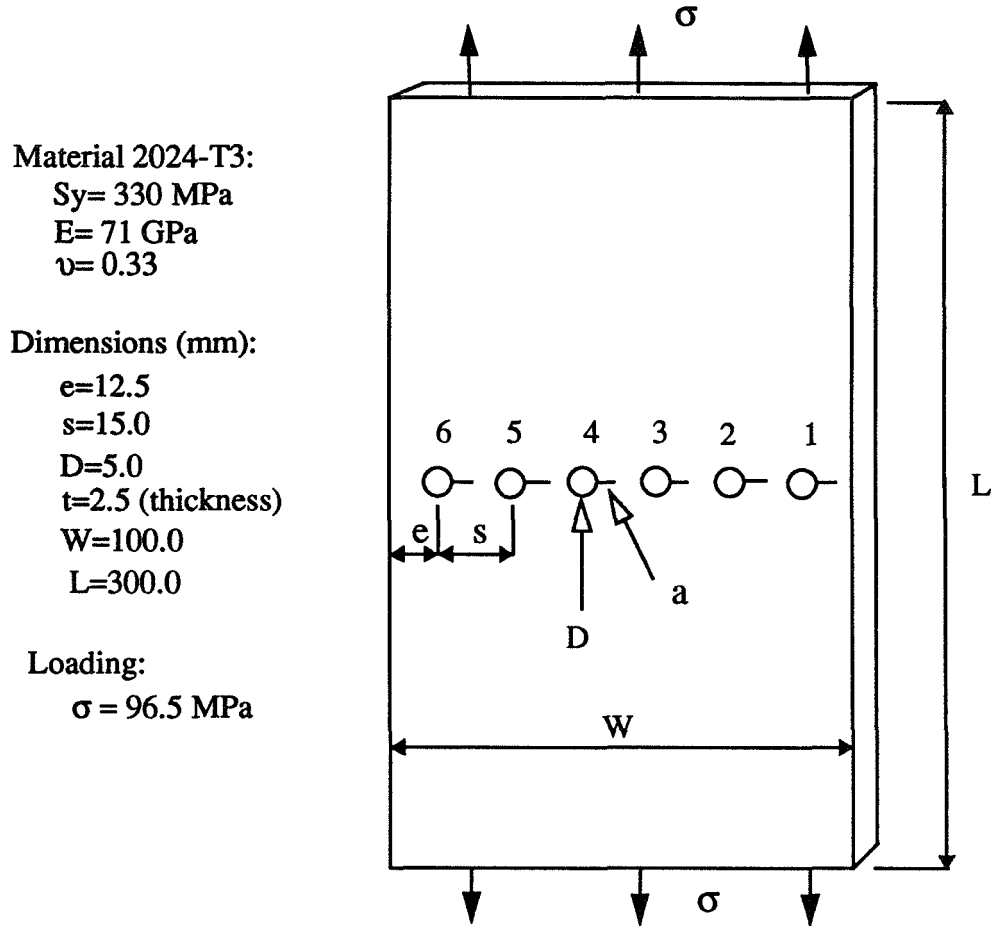 σ
Material 2024-T3:
Sy= 330 MPa
E= 71 GPa
υ= 0.33
Dimensions (mm):
e=12.5
s=15.0
D=5.0
t=2.5 (thickness)
W=100.0
L=300.0
Loading:
σ = 96.5 MPa
6 5 4 3 2 1
e s
a
D
L
W
σ